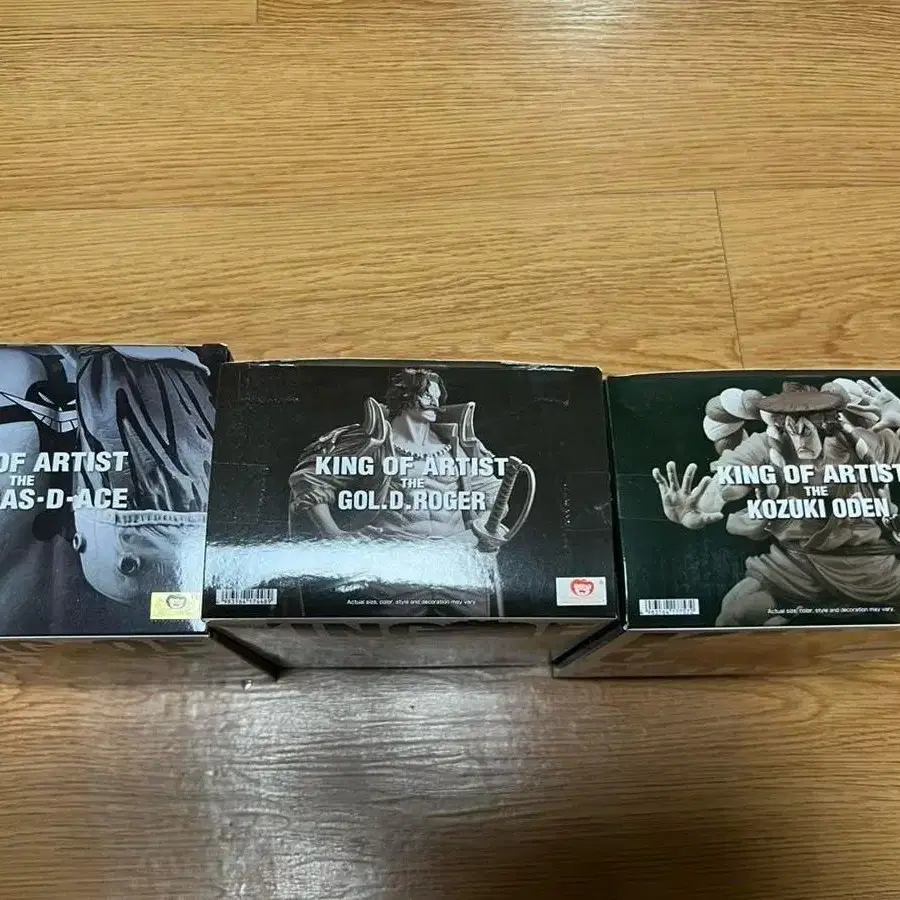 OF ARTIST
THE
AS·D·ACE
KING OF ARTIST
THE
GOL.D.ROGER
Actual size, color, style and decoration may vary.
KING OF ARTIST
THE
KOZUKI ODEN
Actual size, color, style and decoration may vary.